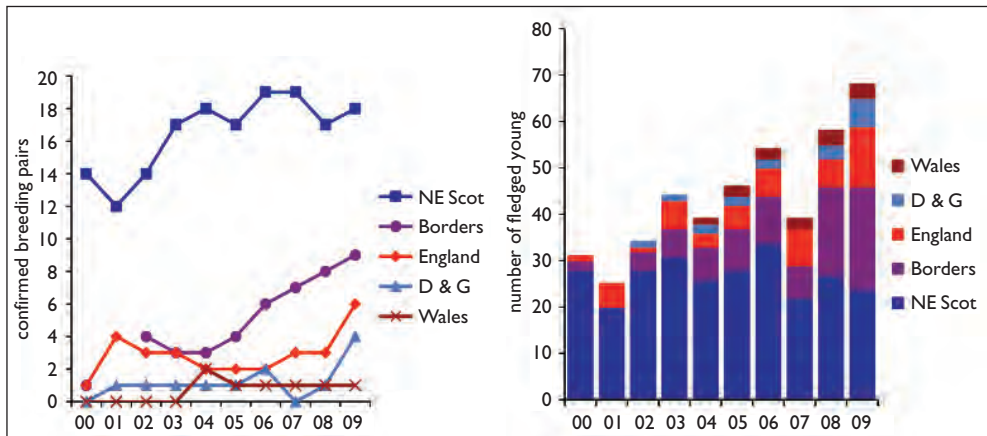 confirmed breeding pairs
20
18
16
14
12
10
8
6
4
2
0
00 01 02 03 04 05 06 07 08 09
NE Scot
Borders
England
D & G
Wales
number of fledged young
80
70
60
50
40
30
20
10
0
00 01 02 03 04 05 06 07 08 09
Wales
D & G
England
Borders
NE Scot